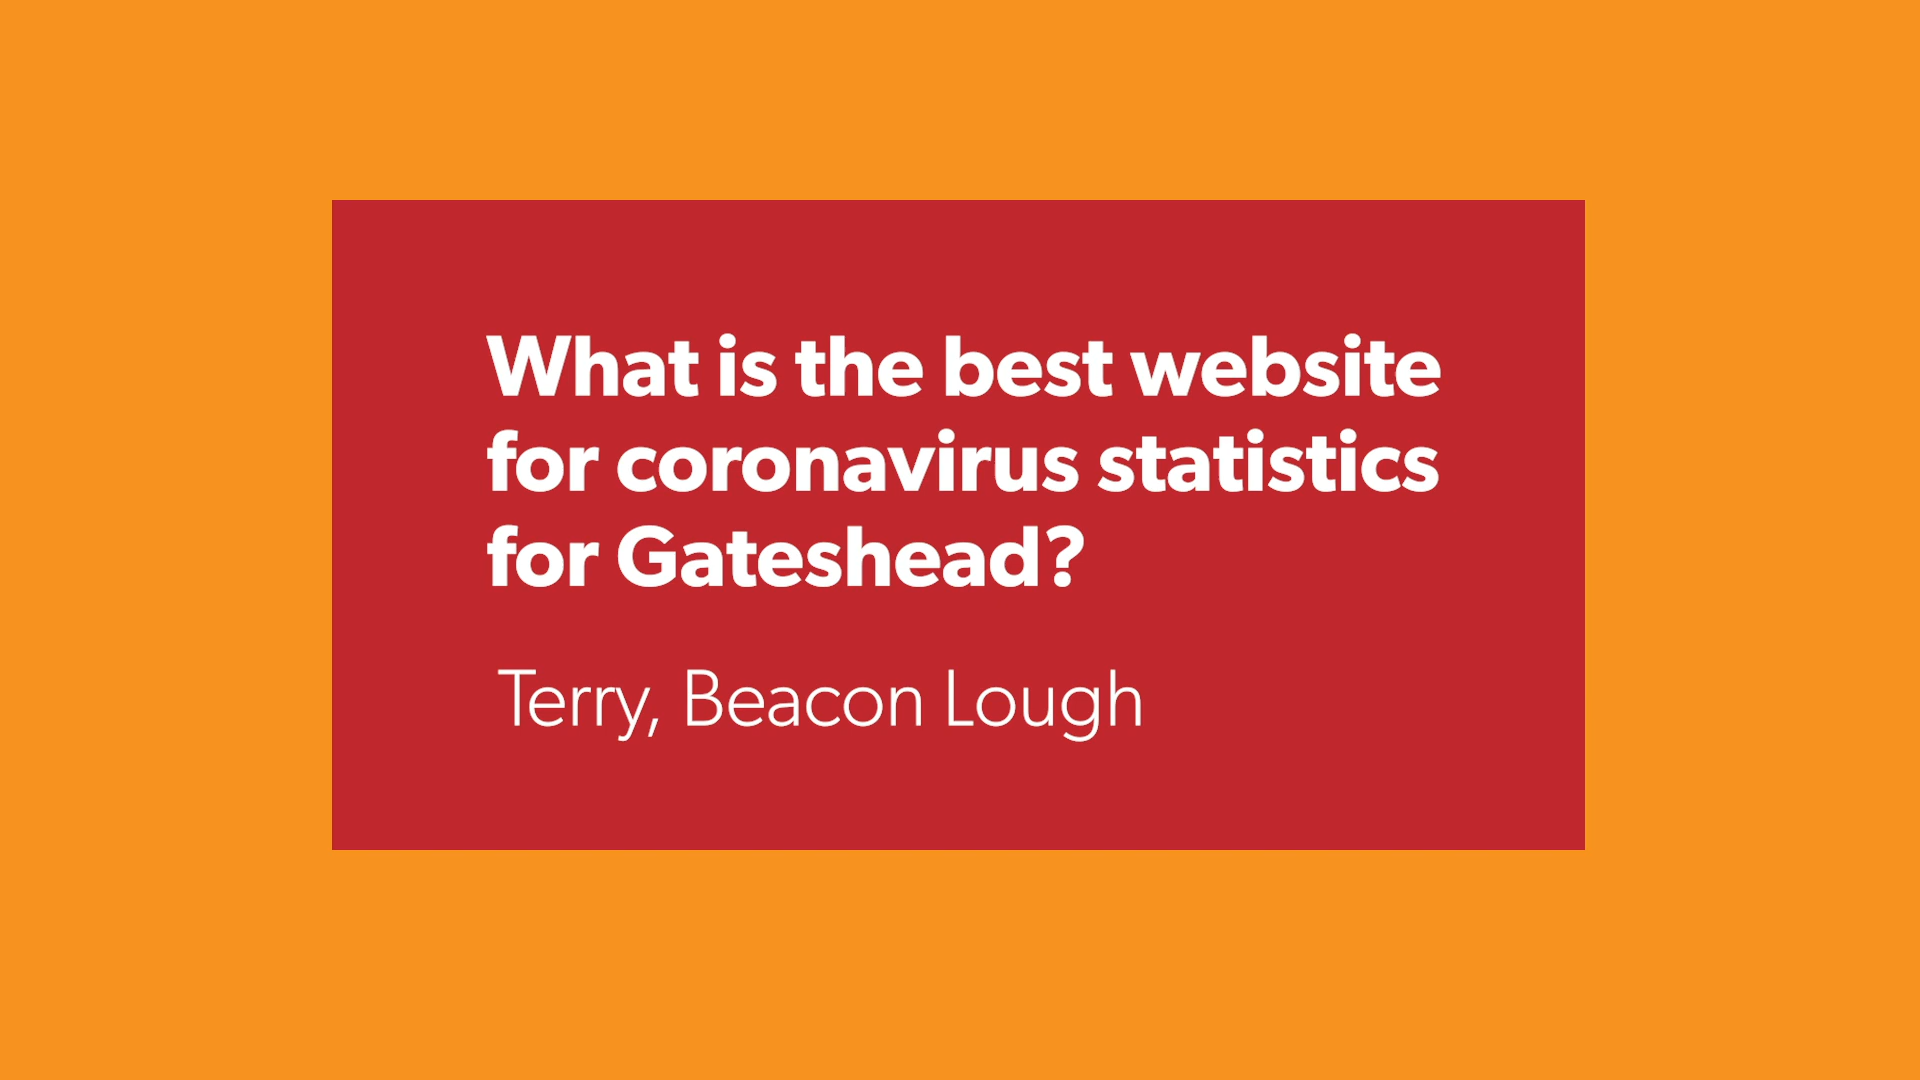 What is the best website
for coronavirus statistics
for Gateshead?
Terry, Beacon Lough